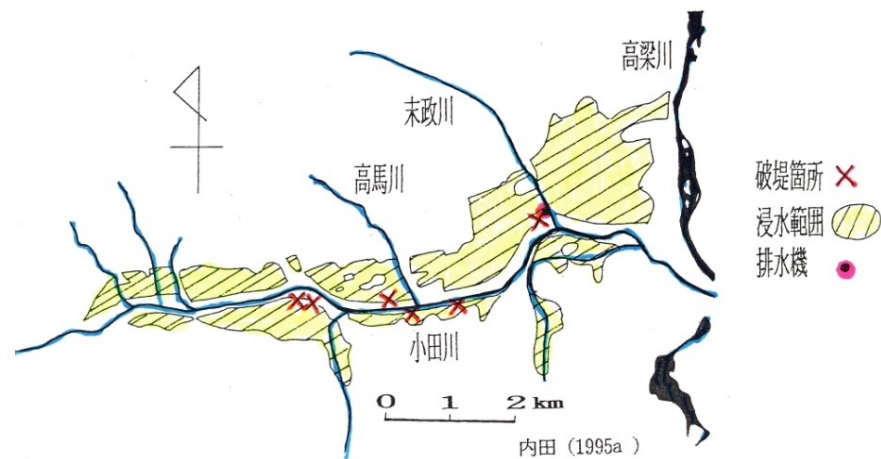 高梁川
末政川
高馬川
破堤箇所
浸水範囲
排水機
小田川
0 1 2 km
内田 (1995a )